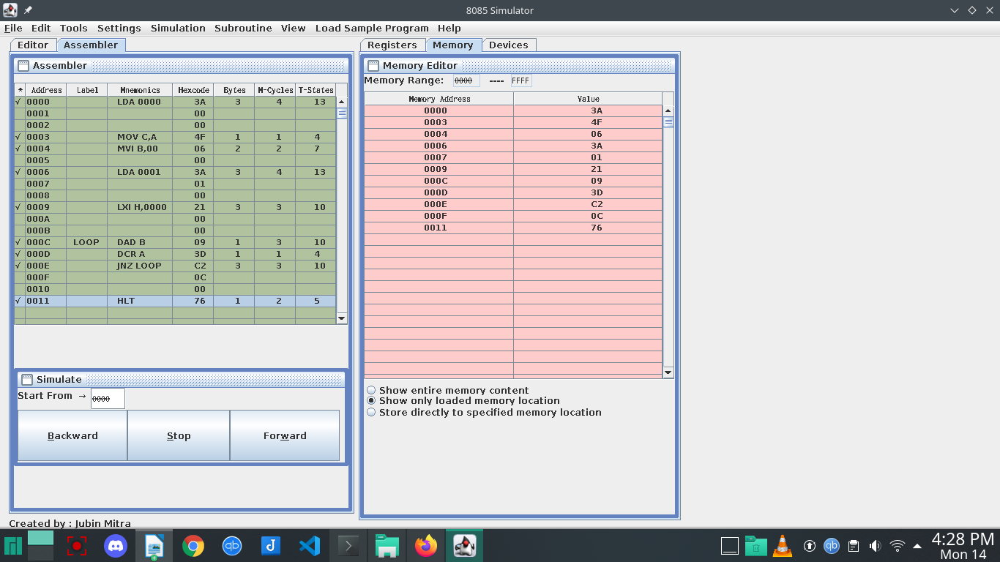 8085 Simulator
File Edit Tools Settings Simulation Subroutine View Load Sample Program Help
Editor Assembler
Assembler
* Address Label Mnemonics Hexcode Bytes M-Cycles T-States
√ 0000 LDA 0000 3A 3 4 13
0001 00
0002 00
√ 0003 MOV C,A 4F 1 1 4
√ 0004 MVI B,00 06 2 2 7
0005 00
√ 0006 LDA 0001 3A 3 4 13
0007 01
0008 00
√ 0009 LXI H,0000 21 3 3 10
000A 00
000B 00
√ 000C LOOP DAD B 09 1 3 10
√ 000D DCR A 3D 1 1 4
√ 000E JNZ LOOP C2 3 3 10
000F 0C
0010 00
√ 0011 HLT 76 1 2 5
Simulate
Start From → 0000
Backward Stop Forward
Created by : Jubin Mitra
Registers Memory Devices
Memory Editor
Memory Range: 0000 ---- FFFF
Memory Address Value
0000 3A
0003 4F
0004 06
0006 3A
0007 01
0009 21
000C 09
000D 3D
000E C2
000F 0C
0011 76
Show entire memory content
Show only loaded memory location
Store directly to specified memory location
qb
J
qb
4:28 PM
Mon 14